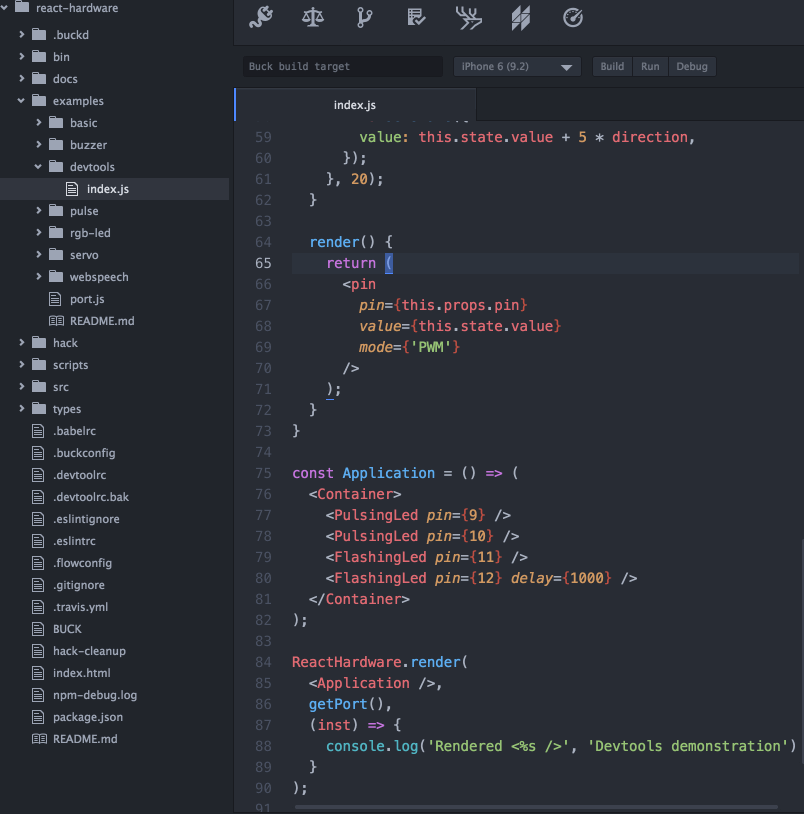 react-hardware
.buckd
bin
docs
examples
basic
buzzer
devtools
index.js
pulse
rgb-led
servo
webspeech
port.js
README.md
hack
scripts
src
types
.babelrc
.buckconfig
.devtoolrc
.devtoolrc.bak
.eslintignore
.eslintrc
.flowconfig
.gitignore
.travis.yml
BUCK
hack-cleanup
index.html
npm-debug.log
package.json
README.md
Buck build target iPhone 6 (9.2) Build Run Debug
index.js
59 value: this.state.value + 5 * direction,
60 });
61 }, 20);
62 }
63
64 render() {
65 return (
66 <pin
67 pin={this.props.pin}
68 value={this.state.value}
69 mode={'PWM'}
70 />
71 );
72 }
73 }
74
75 const Application = () => (
76 <Container>
77 <PulsingLed pin={9} />
78 <PulsingLed pin={10} />
79 <FlashingLed pin={11} />
80 <FlashingLed pin={12} delay={1000} />
81 </Container>
82 );
83
84 ReactHardware.render(
85 <Application />,
86 getPort(),
87 (inst) => {
88 console.log('Rendered <%s />', 'Devtools demonstration')
89 }
90 );
91